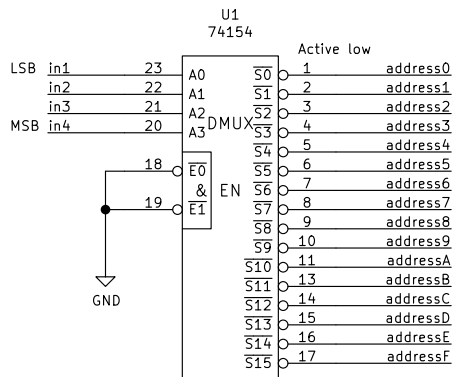 U1
74154
Active low
LSB in1 23 A0 S0 1 address0
in2 22 A1 S1 2 address1
in3 21 A2 S2 3 address2
MSB in4 20 A3 DMUX S3 4 address3
S4 5 address4
18 E0 S5 6 address5
& EN S6 7 address6
19 E1 S7 8 address7
S8 9 address8
S9 10 address9
S10 11 addressA
S11 13 addressB
GND
S12 14 addressC
S13 15 addressD
S14 16 addressE
S15 17 addressF